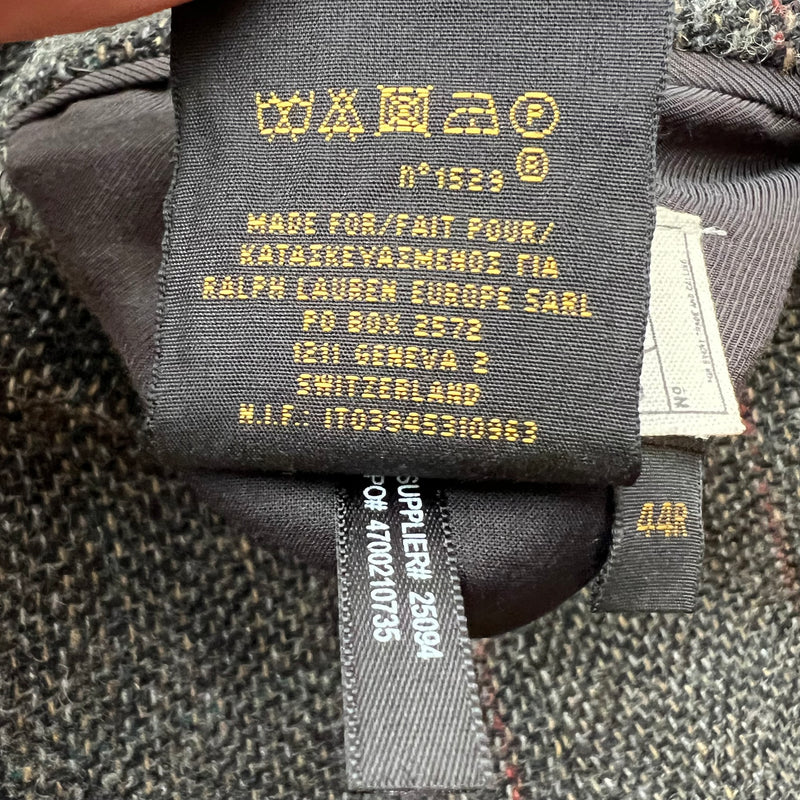 P
R
n°1529
MADE FOR/FAIT POUR/
ΚΑΤΑΣΚΕΥΑΣΜΕΝΟΣ ΓΙΑ
RALPH LAUREN EUROPE SARL
PO BOX 2572
1211 GENEVA 2
SWITZERLAND
N.I.F.: IT03945310963
44R
SUPPLIER# 25094
PO# 4700210735
No